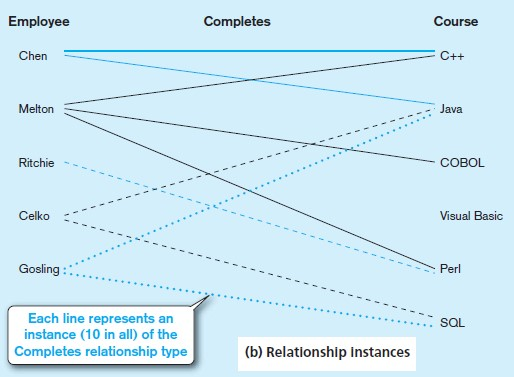 Employee Completes Course
Chen C++
Melton Java
Ritchie COBOL
Celko Visual Basic
Gosling Perl
SQL
Each line represents an
instance (10 in all) of the
Completes relationship type
(b) Relationship instances